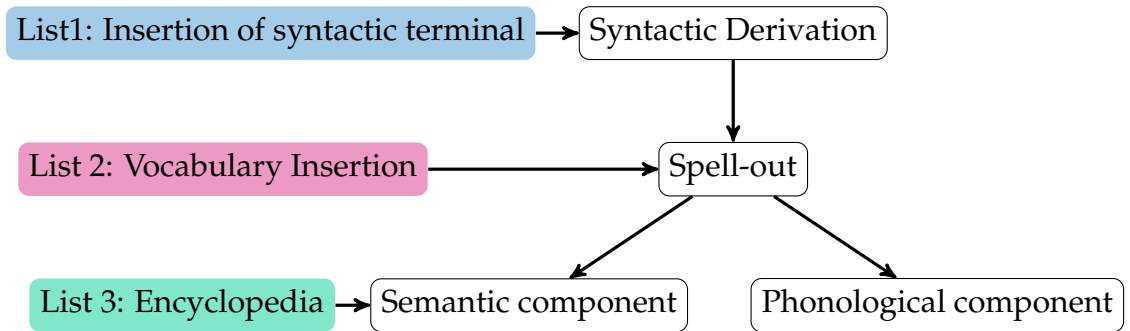 List1: Insertion of syntactic terminal
Syntactic Derivation
List 2: Vocabulary Insertion
Spell-out
List 3: Encyclopedia
Semantic component
Phonological component